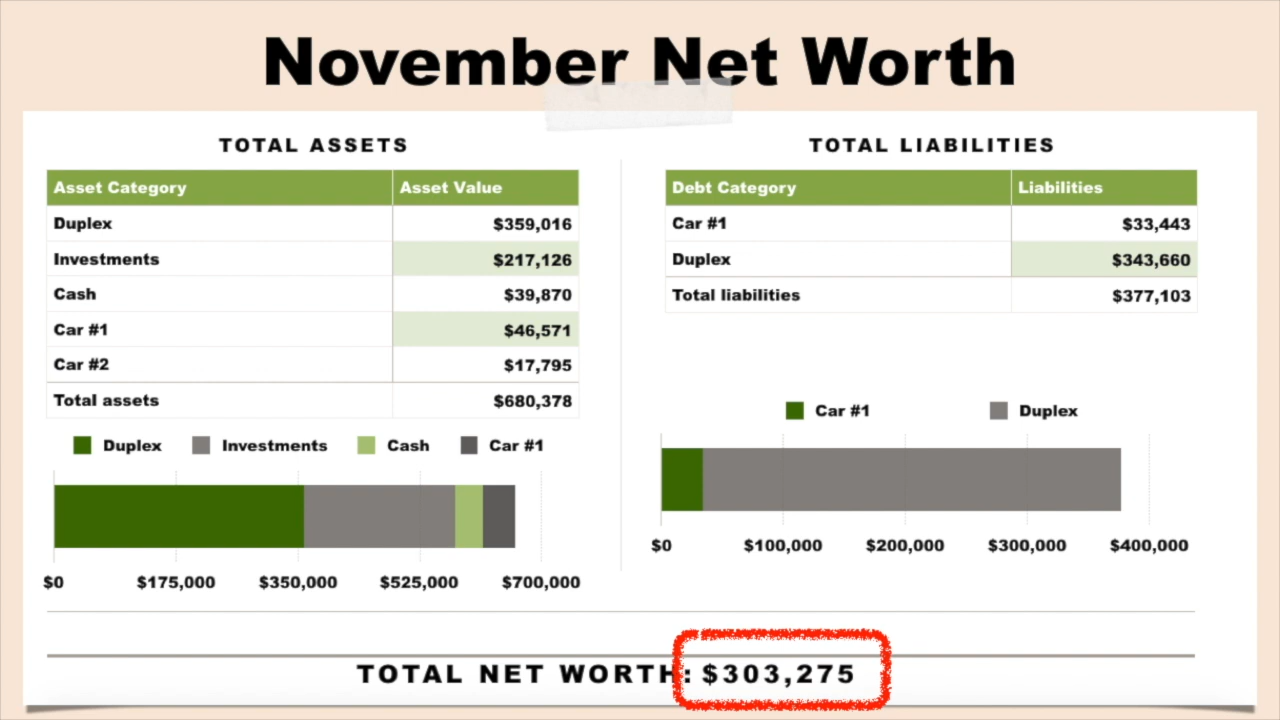 November Net Worth
TOTAL ASSETS
Asset Category Asset Value
Duplex $359,016
Investments $217,126
Cash $39,870
Car #1 $46,571
Car #2 $17,795
Total assets $680,378
Duplex Investments Cash Car #1
$0 $175,000 $350,000 $525,000 $700,000
TOTAL LIABILITIES
Debt Category Liabilities
Car #1 $33,443
Duplex $343,660
Total liabilities $377,103
Car #1 Duplex
$0 $100,000 $200,000 $300,000 $400,000
TOTAL NET WORTH: $303,275